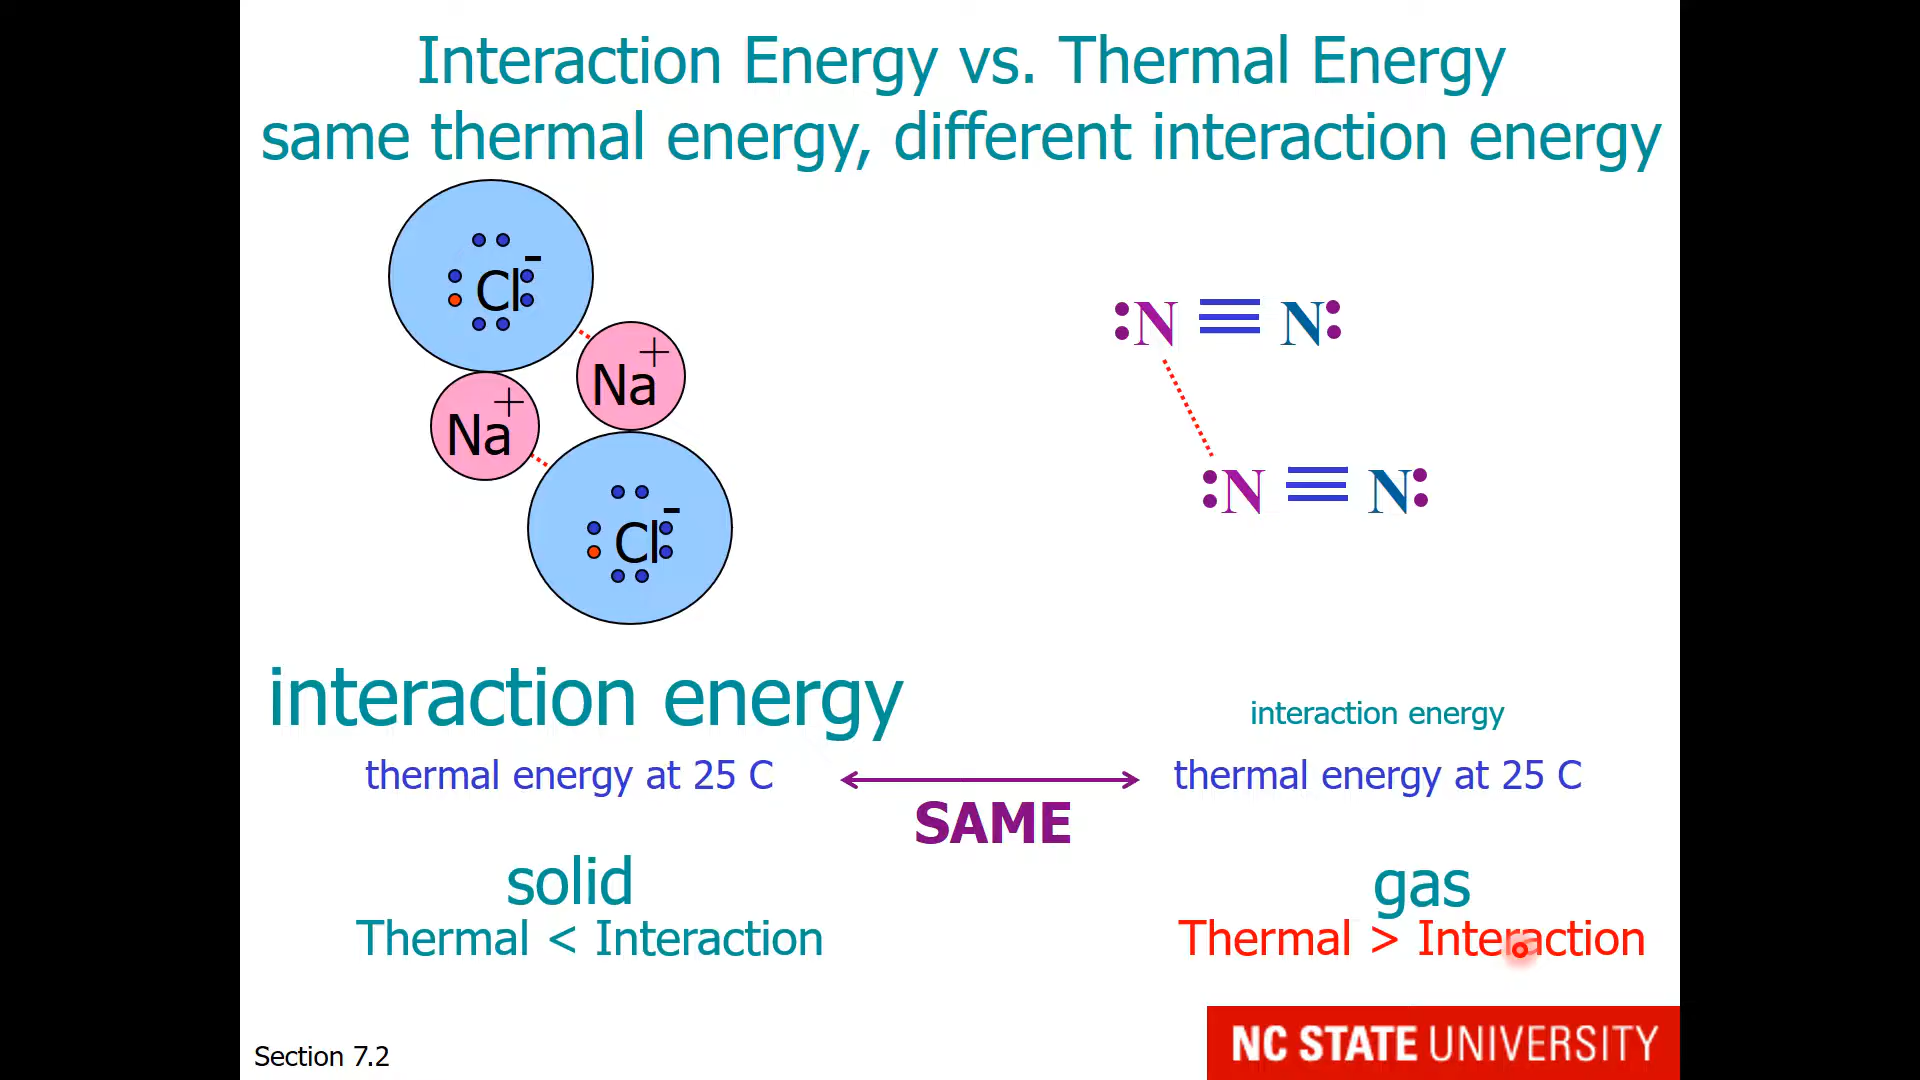 Interaction Energy vs. Thermal Energy
same thermal energy, different interaction energy
Cl-
Na+
Na+
Cl-
:N ≡ N:
:N ≡ N:
interaction energy
interaction energy
thermal energy at 25 C
thermal energy at 25 C
SAME
solid
gas
Thermal < Interaction
Thermal > Interaction
Section 7.2
NC STATE UNIVERSITY